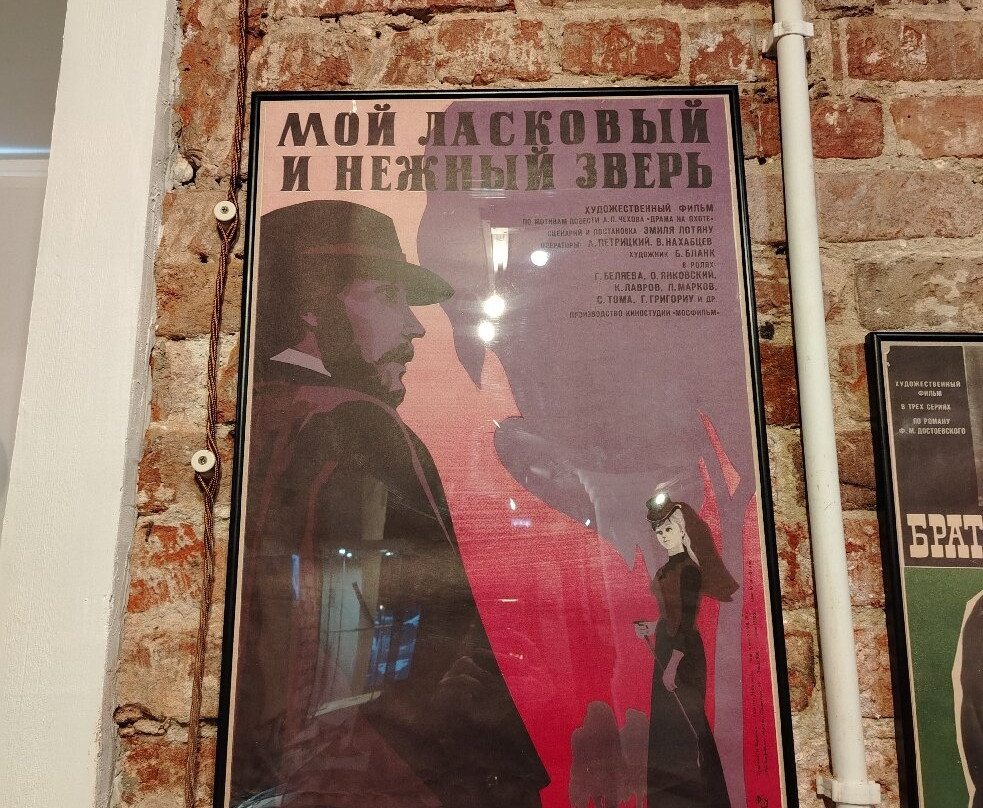 МОЙ ЛАСКОВЫЙ
И НЕЖНЫЙ ЗВЕРЬ
ХУДОЖЕСТВЕННЫЙ ФИЛЬМ
ПО МОТИВАМ ПОВЕСТИ А.П. ЧЕХОВА «ДРАМА НА ОХОТЕ»
СЦЕНАРИЙ И ПОСТАНОВКА ЭМИЛЯ ЛОТЯНУ
ОПЕРАТОРЫ А. ПЕТРИЦКИЙ, В. НАХАБЦЕВ
ХУДОЖНИК Б. БЛАНК
В РОЛЯХ:
Г. БЕЛЯЕВА, О. ЯНКОВСКИЙ,
К. ЛАВРОВ, Л. МАРКОВ,
С. ТОМА, Г. ГРИГОРИУ И ДР.
ПРОИЗВОДСТВО КИНОСТУДИИ «МОСФИЛЬМ»
ХУДОЖЕСТВЕННЫЙ
ФИЛЬМ
В ТРЕХ СЕРИЯХ
ПО РОМАНУ
Ф. М. ДОСТОЕВСКОГО
БРАТ